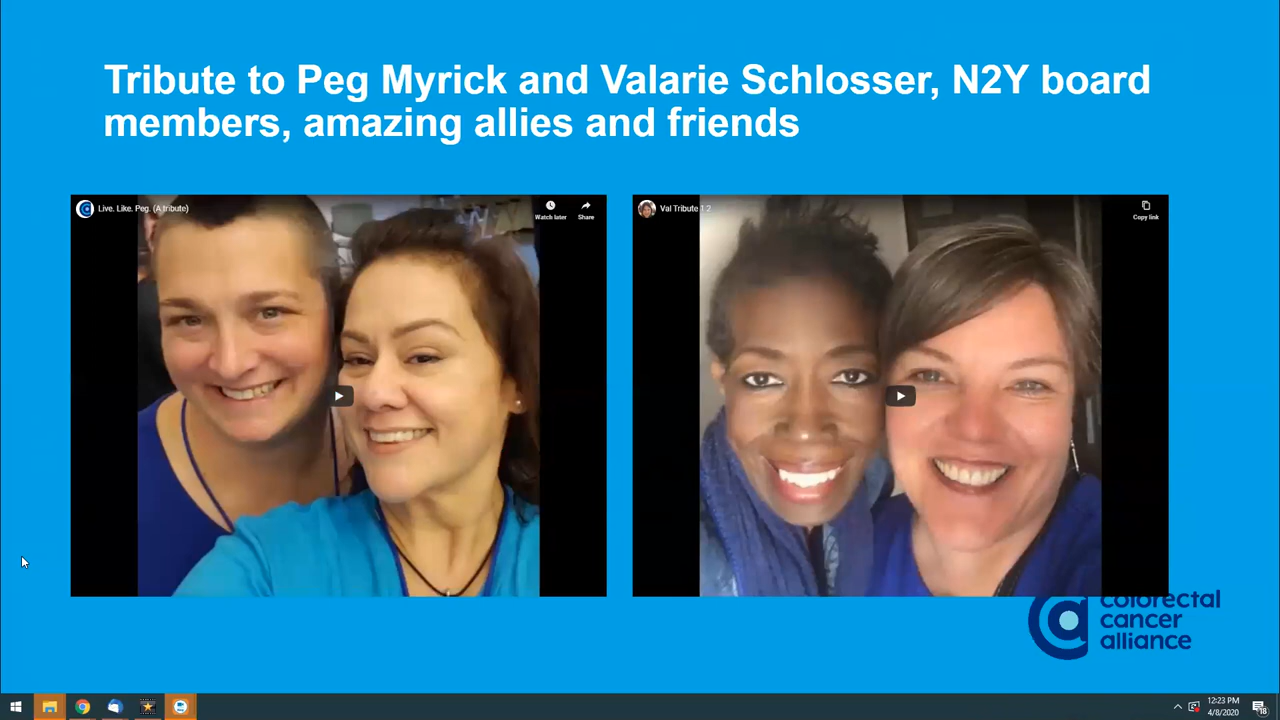 Tribute to Peg Myrick and Valarie Schlosser, N2Y board
members, amazing allies and friends
Live. Like. Peg. (A tribute)
Watch later
Share
Val Tribute 1 2
Copy link
colorectal
cancer
alliance
12:23 PM
4/8/2020
18